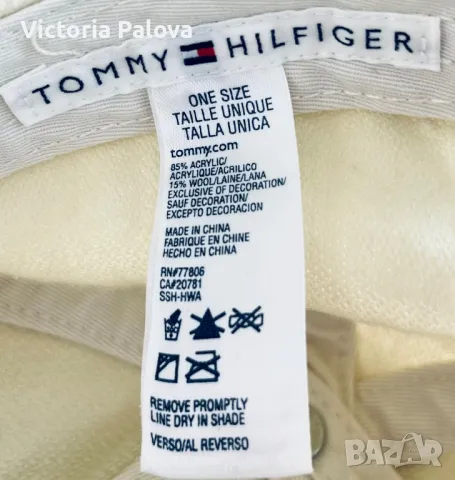 Victoria Palova
TOMMY HILFIGER
ONE SIZE
TAILLE UNIQUE
TALLA UNICA
tommy.com
85% ACRYLIC/
ACRYLIQUE/ACRILICO
15% WOOL/LAINE/LANA
EXCLUSIVE OF DECORATION/
SAUF DECORATION/
EXCEPTO DECORACION
MADE IN CHINA
FABRIQUE EN CHINE
HECHO EN CHINA
RN#77806
CA#20781
SSH-HWA
REMOVE PROMPTLY
LINE DRY IN SHADE
VERSO/AL REVERSO
BAZAR